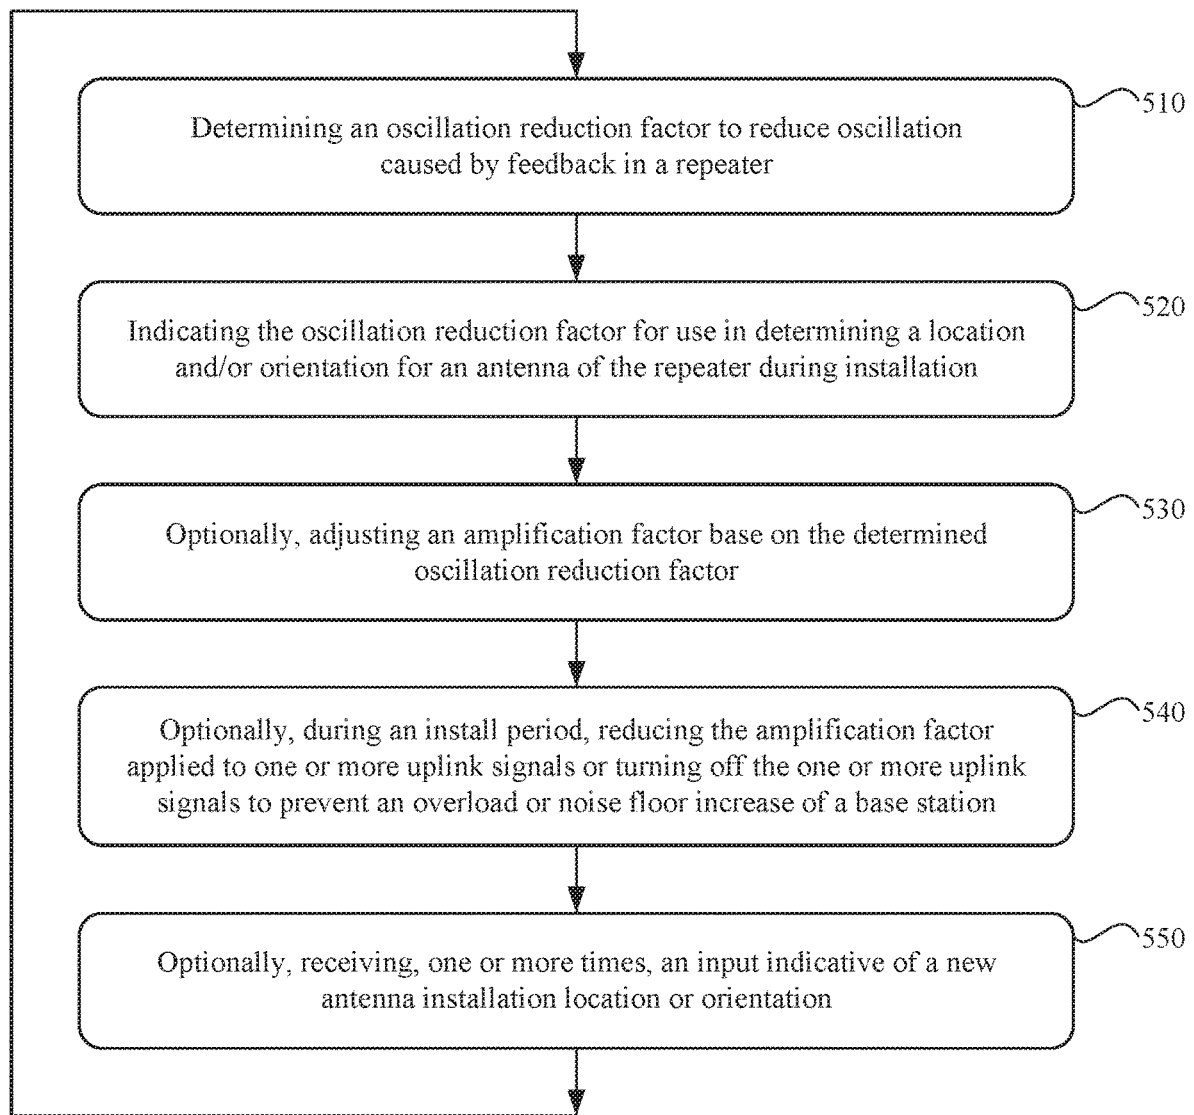 510
Determining an oscillation reduction factor to reduce oscillation
caused by feedback in a repeater
520
Indicating the oscillation reduction factor for use in determining a location
and/or orientation for an antenna of the repeater during installation
530
Optionally, adjusting an amplification factor base on the determined
oscillation reduction factor
540
Optionally, during an install period, reducing the amplification factor
applied to one or more uplink signals or turning off the one or more uplink
signals to prevent an overload or noise floor increase of a base station
550
Optionally, receiving, one or more times, an input indicative of a new
antenna installation location or orientation